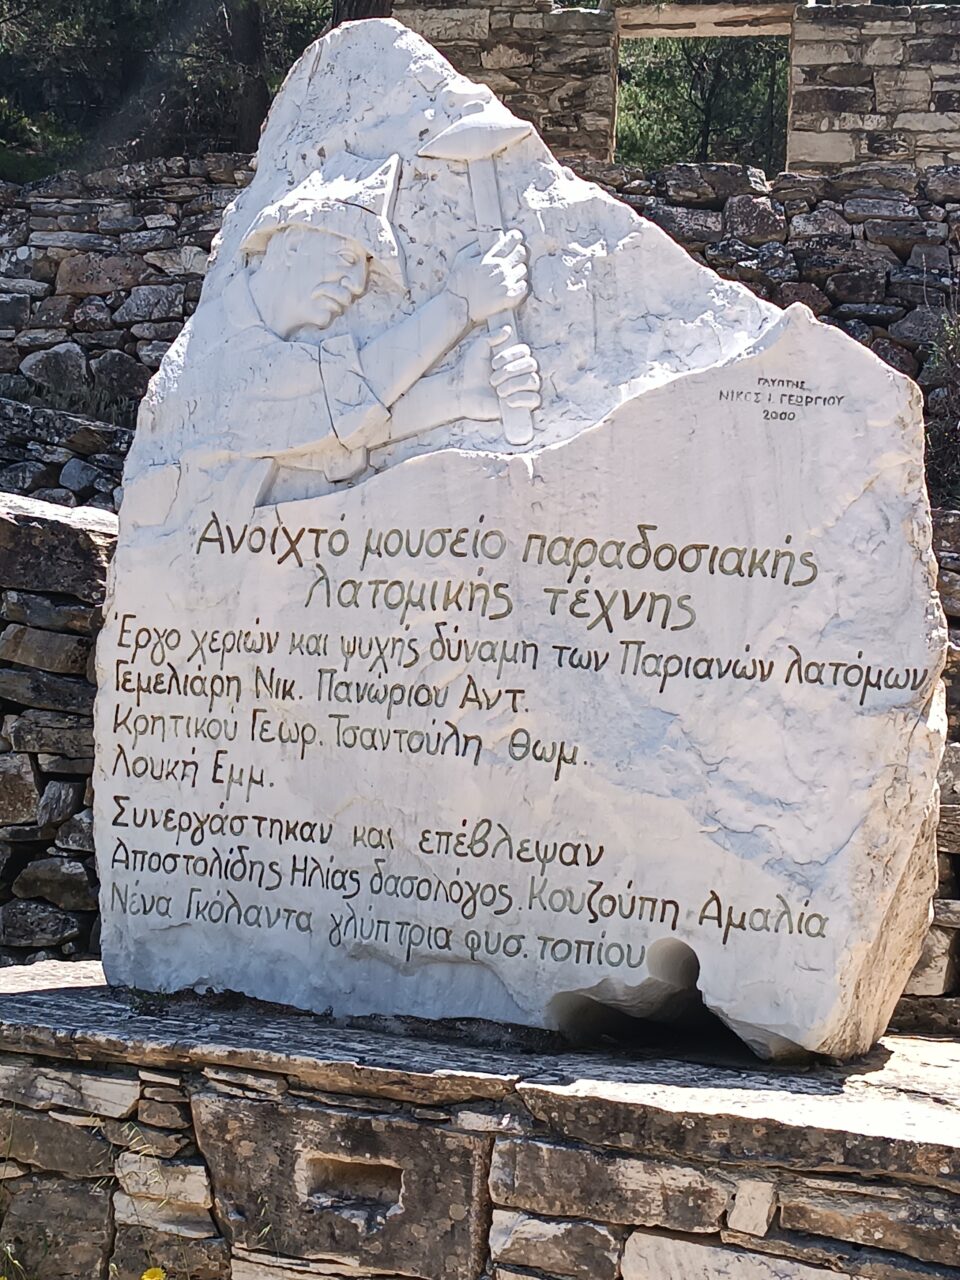 ΓΛΥΠΤΗΣ
ΝΙΚΟΣ Ι. ΓΕΩΡΓΙΟΥ
2000
Ανοιχτό μουσείο παραδοσιακής
λατομικής τέχνης
Έργο χεριών και ψυχής δύναμη των Παριανών λατόμων
Γεμελιάρη Νικ. Πανώριου Αντ.
Κρητικού Γεωρ. Τσαντούλη Θωμ.
Λουκή Εμμ.
Συνεργάστηκαν και επέβλεψαν
Αποστολίδης Ηλίας δασολόγος. Κουζούπη Αμαλία
Νένα Γκόλαντα γλύπτρια φυσ. τοπίου